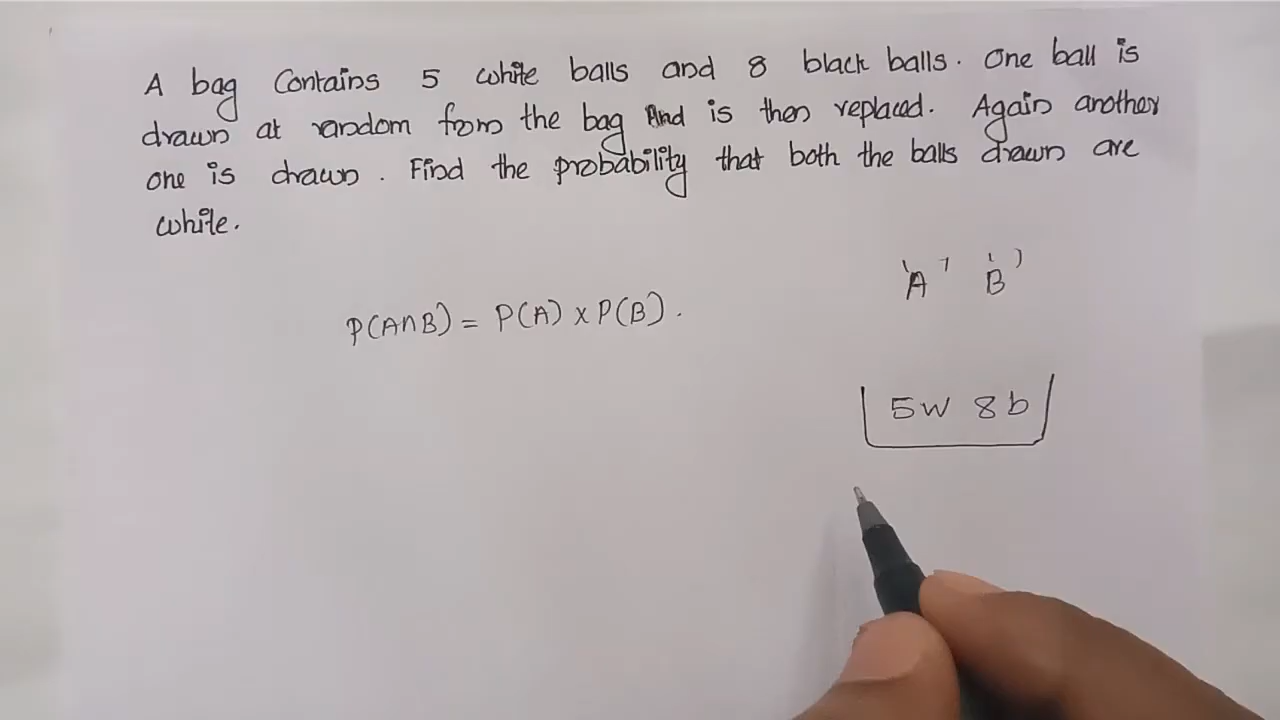 A bag contains 5 white balls and 8 black balls. One ball is
drawn at random from the bag And is then replaced. Again another
one is drawn. Find the probability that both the balls drawn are
white.
'A' 'B'
P(A∩B) = P(A) x P(B).
5w 8b